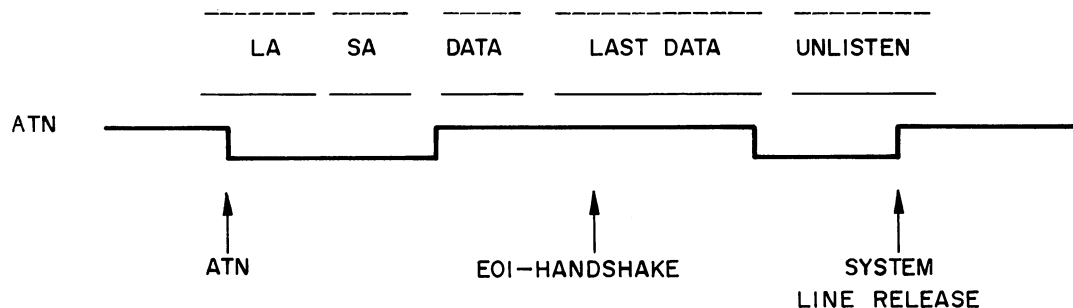 LA SA DATA LAST DATA UNLISTEN
ATN
ATN EOI-HANDSHAKE SYSTEM
LINE RELEASE